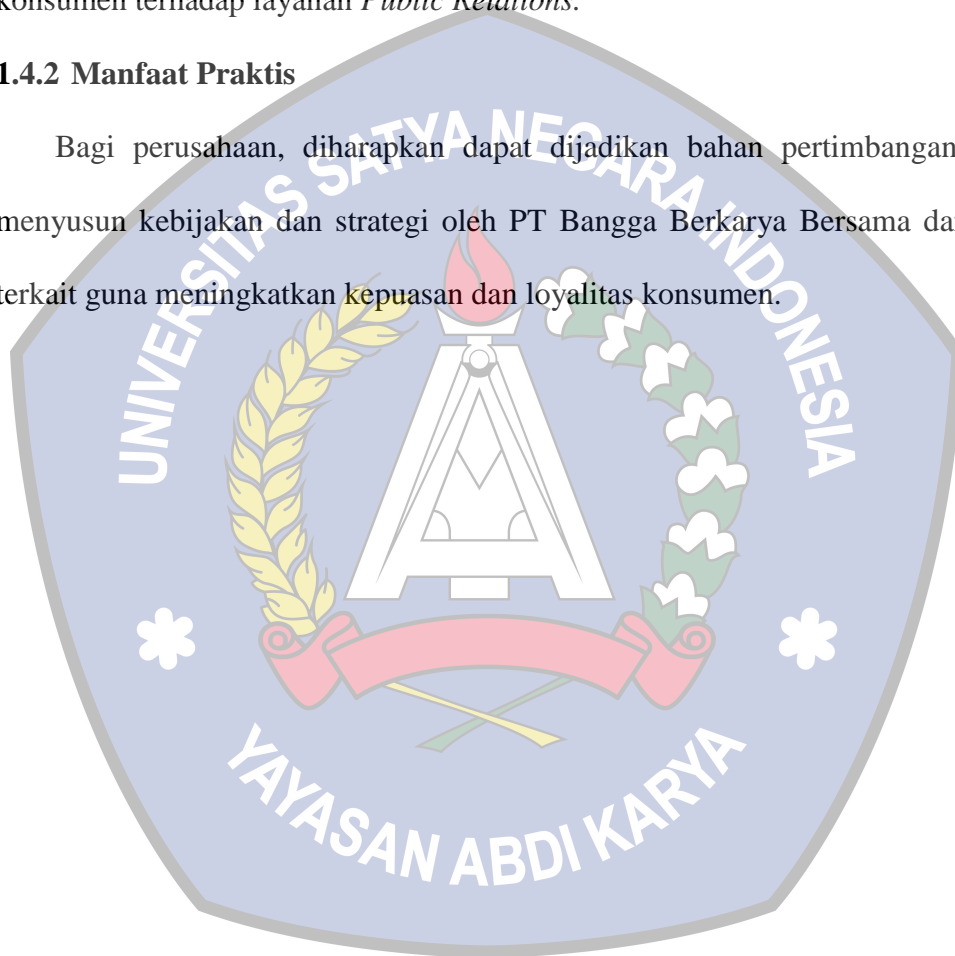 konsumen terhadap layanan Public Relations.
1.4.2 Manfaat Praktis
Bagi perusahaan, diharapkan dapat dijadikan bahan pertimbangan
menyusun kebijakan dan strategi oleh PT Bangga Berkarya Bersama
terkait guna meningkatkan kepuasan dan loyalitas konsumen.
UNIVERSITAS SATYA NEGARA INDONESIA
YAYASAN ABDI KARYA